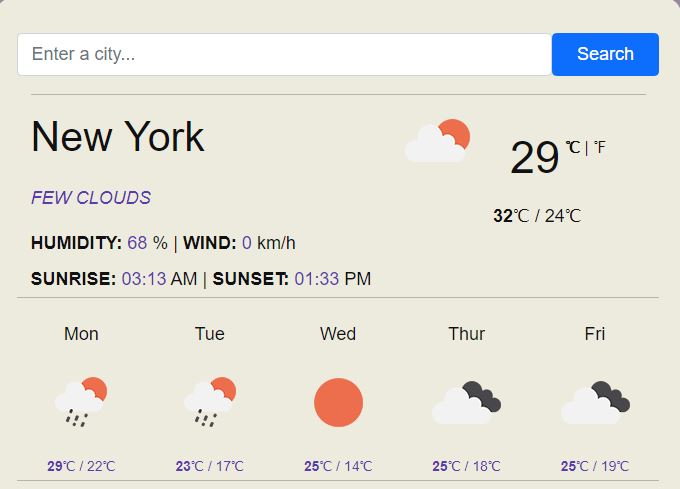 Enter a city...
Search
New York
29 ℃ | ℉
FEW CLOUDS
32℃ / 24℃
HUMIDITY: 68 % | WIND: 0 km/h
SUNRISE: 03:13 AM | SUNSET: 01:33 PM
Mon
Tue
Wed
Thur
Fri
29℃ / 22℃
23℃ / 17℃
25℃ / 14℃
25℃ / 18℃
25℃ / 19℃